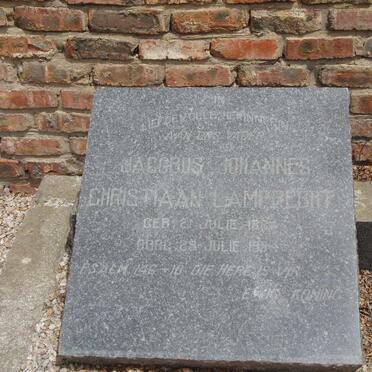 IN
LIEFDEVOLLE HERINNERING
AAN ONS VADER
JACOBUS JOHANNES
CHRISTIAAN LAMPRECHT
GEB. 21 JULIE
OORL. 29 JULIE
PSALM 146 - 10 DIE HERE IS VIR
EWIG KONING